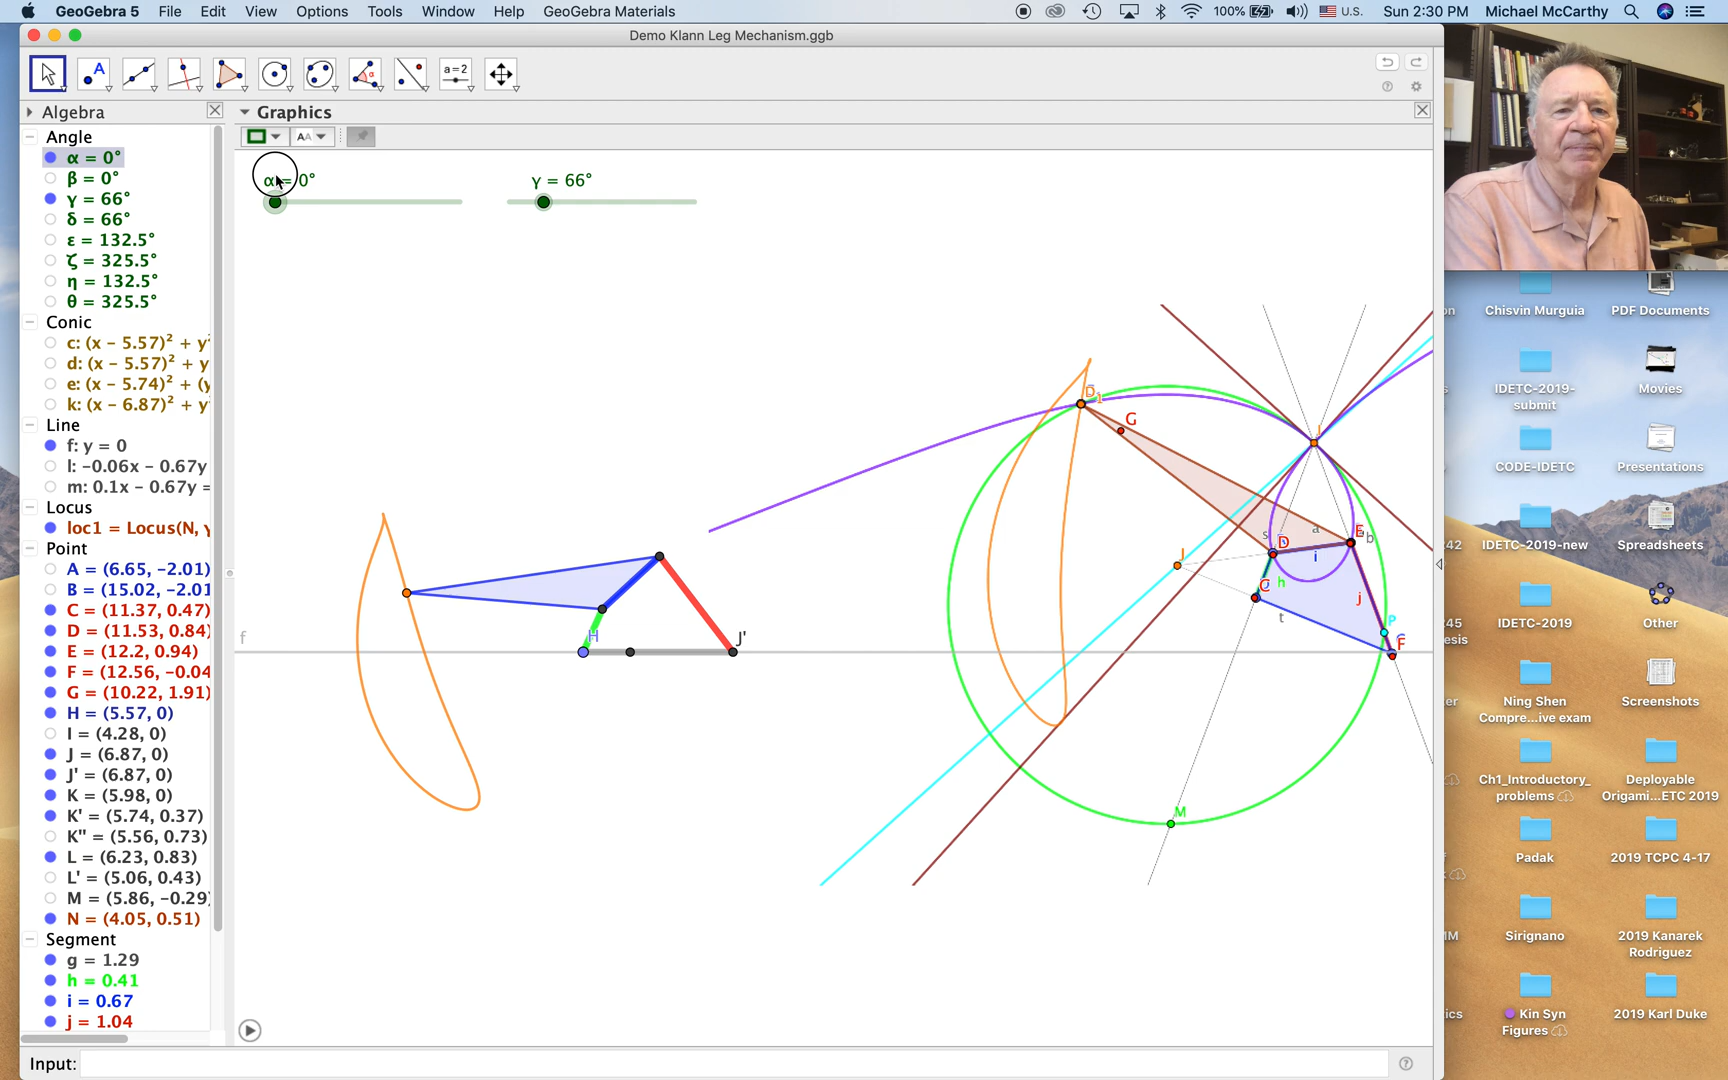 GeoGebra 5 File Edit View Options Tools Window Help GeoGebra Materials 100% U.S. Sun 2:30 PM Michael McCarthy
Demo Klann Leg Mechanism.ggb
A
α
a=2
Algebra
Graphics
AA
Angle
α = 0°
β = 0°
γ = 66°
δ = 66°
ε = 132.5°
ζ = 325.5°
η = 132.5°
θ = 325.5°
Conic
c: (x − 5.57)² + y²
d: (x − 5.57)² + y
e: (x − 5.74)² + (y
k: (x − 6.87)² + y
Line
f: y = 0
l: −0.06x − 0.67y
m: 0.1x − 0.67y =
Locus
loc1 = Locus(N, γ
Point
A = (6.65, −2.01)
B = (15.02, −2.01
C = (11.37, 0.47)
D = (11.53, 0.84)
E = (12.2, 0.94)
F = (12.56, −0.04
G = (10.22, 1.91)
H = (5.57, 0)
I = (4.28, 0)
J = (6.87, 0)
J' = (6.87, 0)
K = (5.98, 0)
K' = (5.74, 0.37)
K" = (5.56, 0.73)
L = (6.23, 0.83)
L' = (5.06, 0.43)
M = (5.86, −0.29)
N = (4.05, 0.51)
Segment
g = 1.29
h = 0.41
i = 0.67
j = 1.04
α = 0°
γ = 66°
f
H
J'
D₁
G
J
s
D
a
E
b
i
C
h
t
j
P
F
M
Input:
Chisvin Murguia
PDF Documents
IDETC-2019-
submit
Movies
CODE-IDETC
Presentations
IDETC-2019-new
Spreadsheets
IDETC-2019
Other
Ning Shen
Compre...ive exam
Screenshots
Ch1_Introductory_
problems
Deployable
Origami...ETC 2019
Padak
2019 TCPC 4-17
Sirignano
2019 Kanarek
Rodriguez
Kin Syn
Figures
2019 Karl Duke